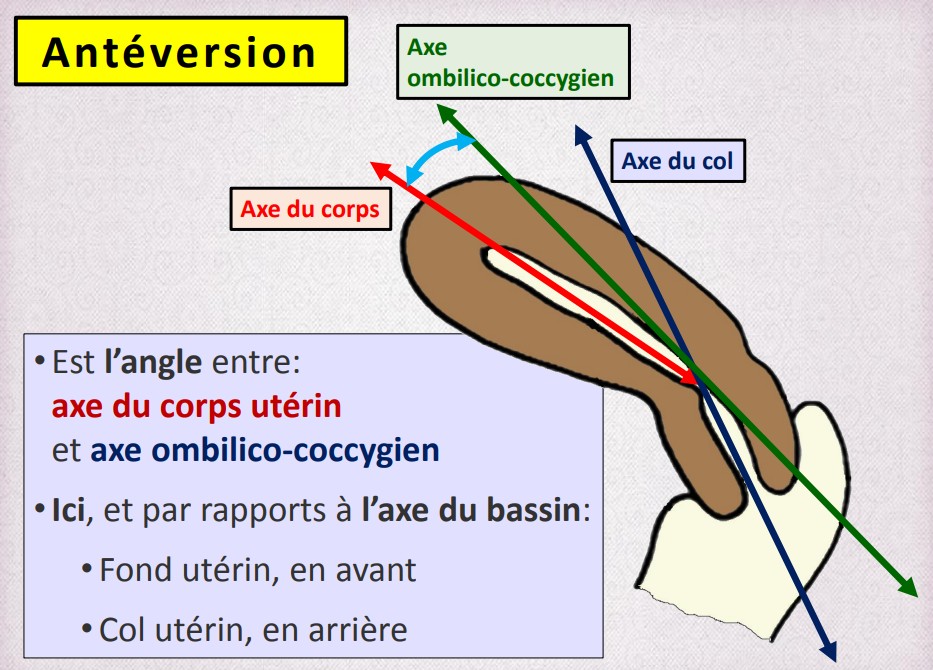 Antéversion
Axe
ombilico-coccygien
Axe du col
Axe du corps
• Est l’angle entre:
axe du corps utérin
et axe ombilico-coccygien
• Ici, et par rapports à l’axe du bassin:
• Fond utérin, en avant
• Col utérin, en arrière